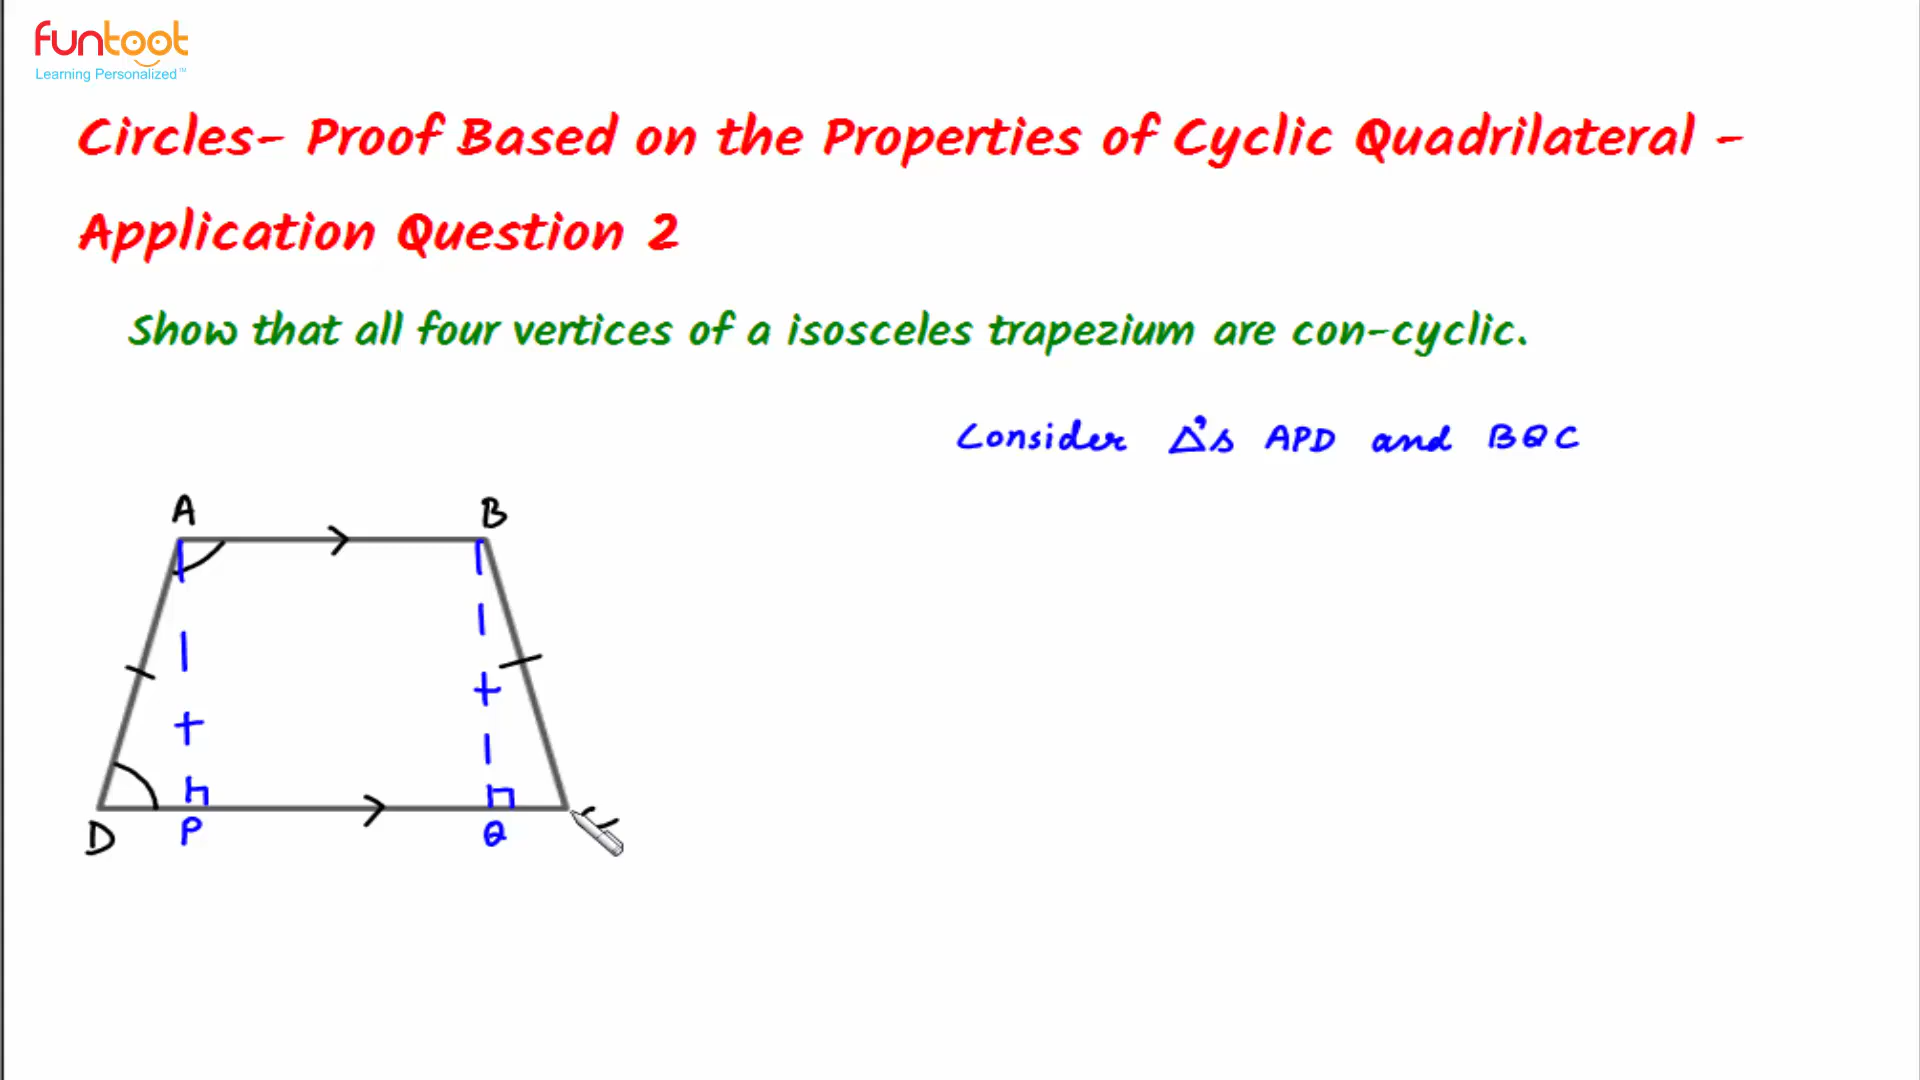 funtoot
Learning Personalized™
Circles- Proof Based on the Properties of Cyclic Quadrilateral -
Application Question 2
Show that all four vertices of a isosceles trapezium are con-cyclic.
Consider Δ's APD and BQC
A B
D P Q